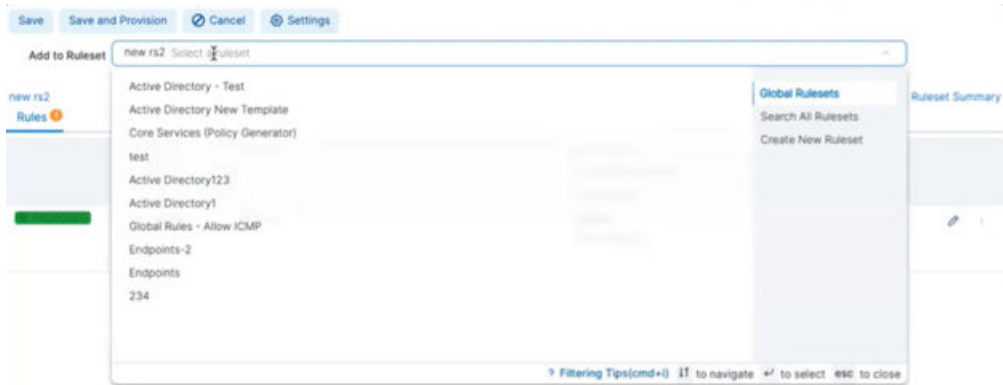 Save Save and Provision Cancel Settings
Add to Ruleset new rs2 Select a ruleset
new rs2
Rules
Ruleset Summary
Active Directory - Test
Active Directory New Template
Core Services (Policy Generator)
test
Active Directory123
Active Directory1
Global Rules - Allow ICMP
Endpoints-2
Endpoints
234
Global Rulesets
Search All Rulesets
Create New Ruleset
? Filtering Tips(cmd+i) ↓↑ to navigate ↵ to select esc to close